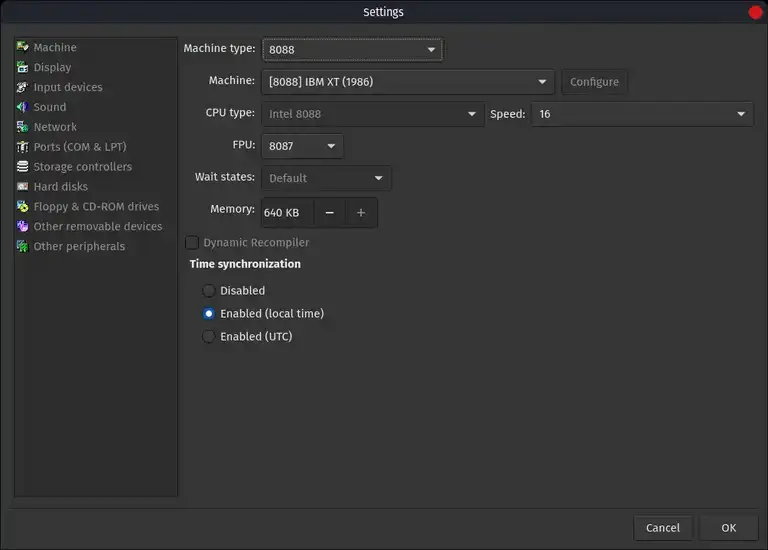 Settings
Machine
Display
Input devices
Sound
Network
Ports (COM & LPT)
Storage controllers
Hard disks
Floppy & CD-ROM drives
Other removable devices
Other peripherals
Machine type: 8088
Machine: [8088] IBM XT (1986) Configure
CPU type: Intel 8088 Speed: 16
FPU: 8087
Wait states: Default
Memory: 640 KB − +
Dynamic Recompiler
Time synchronization
Disabled
Enabled (local time)
Enabled (UTC)
Cancel OK